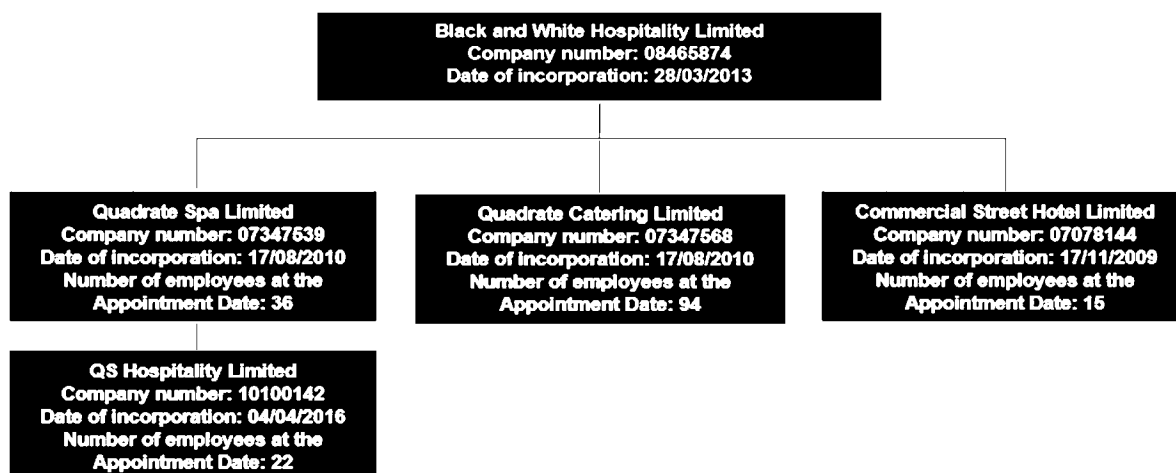 Black and White Hospitality Limited
Company number: 08465874
Date of incorporation: 28/03/2013
Quadrate Spa Limited
Company number: 07347539
Date of incorporation: 17/08/2010
Number of employees at the
Appointment Date: 36
Quadrate Catering Limited
Company number: 07347568
Date of incorporation: 17/08/2010
Number of employees at the
Appointment Date: 94
Commercial Street Hotel Limited
Company number: 07078144
Date of incorporation: 17/11/2009
Number of employees at the
Appointment Date: 15
QS Hospitality Limited
Company number: 10100142
Date of incorporation: 04/04/2016
Number of employees at the
Appointment Date: 22